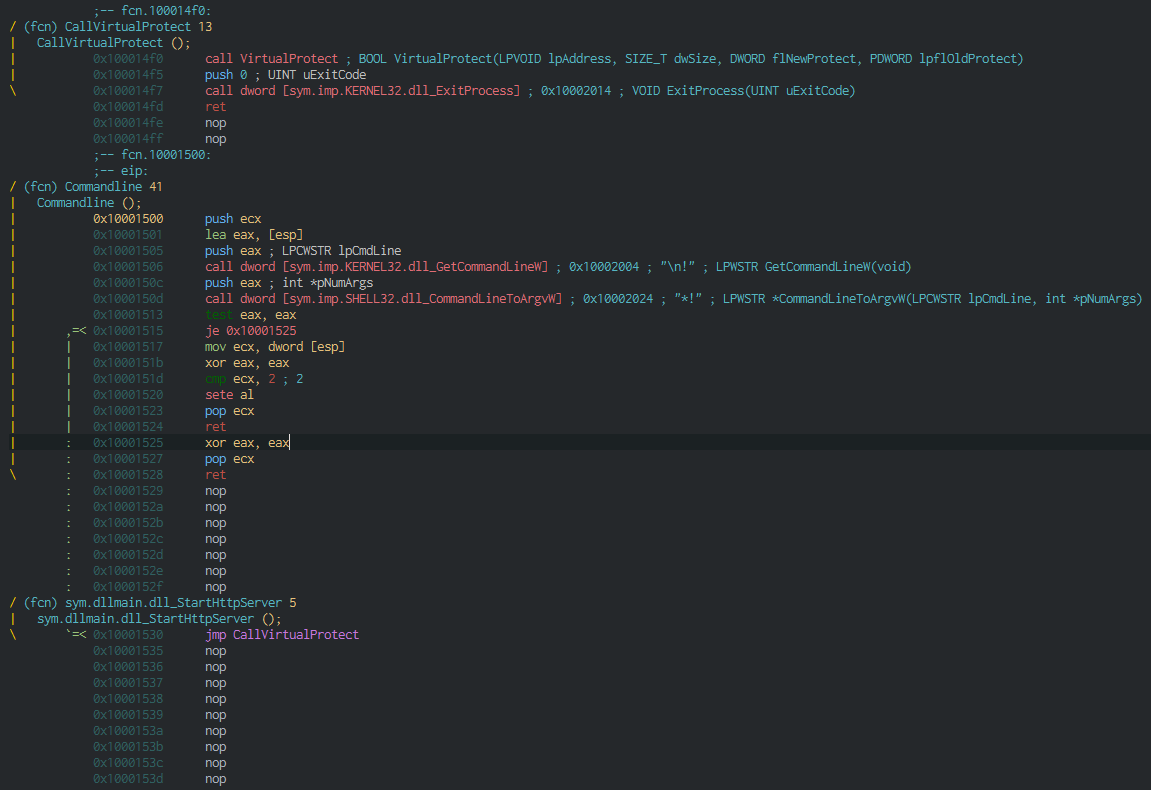 ;-- fcn.100014f0:
/ (fcn) CallVirtualProtect 13
|   CallVirtualProtect ();
|           0x100014f0      call VirtualProtect ; BOOL VirtualProtect(LPVOID lpAddress, SIZE_T dwSize, DWORD flNewProtect, PDWORD lpflOldProtect)
|           0x100014f5      push 0 ; UINT uExitCode
\           0x100014f7      call dword [sym.imp.KERNEL32.dll_ExitProcess] ; 0x10002014 ; VOID ExitProcess(UINT uExitCode)
            0x100014fd      ret
            0x100014fe      nop
            0x100014ff      nop
            ;-- fcn.10001500:
            ;-- eip:
/ (fcn) Commandline 41
|   Commandline ();
|           0x10001500      push ecx
|           0x10001501      lea eax, [esp]
|           0x10001505      push eax ; LPCWSTR lpCmdLine
|           0x10001506      call dword [sym.imp.KERNEL32.dll_GetCommandLineW] ; 0x10002004 ; "\n!" ; LPWSTR GetCommandLineW(void)
|           0x1000150c      push eax ; int *pNumArgs
|           0x1000150d      call dword [sym.imp.SHELL32.dll_CommandLineToArgvW] ; 0x10002024 ; "*!" ; LPWSTR *CommandLineToArgvW(LPCWSTR lpCmdLine, int *pNumArgs)
|           0x10001513      test eax, eax
|       ,=< 0x10001515      je 0x10001525
|       |   0x10001517      mov ecx, dword [esp]
|       |   0x1000151b      xor eax, eax
|       |   0x1000151d      cmp ecx, 2 ; 2
|       |   0x10001520      sete al
|       |   0x10001523      pop ecx
|       |   0x10001524      ret
|       :   0x10001525      xor eax, eax
|       :   0x10001527      pop ecx
\       :   0x10001528      ret
        :   0x10001529      nop
        :   0x1000152a      nop
        :   0x1000152b      nop
        :   0x1000152c      nop
        :   0x1000152d      nop
        :   0x1000152e      nop
        :   0x1000152f      nop
/ (fcn) sym.dllmain.dll_StartHttpServer 5
|   sym.dllmain.dll_StartHttpServer ();
\       `=< 0x10001530      jmp CallVirtualProtect
            0x10001535      nop
            0x10001536      nop
            0x10001537      nop
            0x10001538      nop
            0x10001539      nop
            0x1000153a      nop
            0x1000153b      nop
            0x1000153c      nop
            0x1000153d      nop